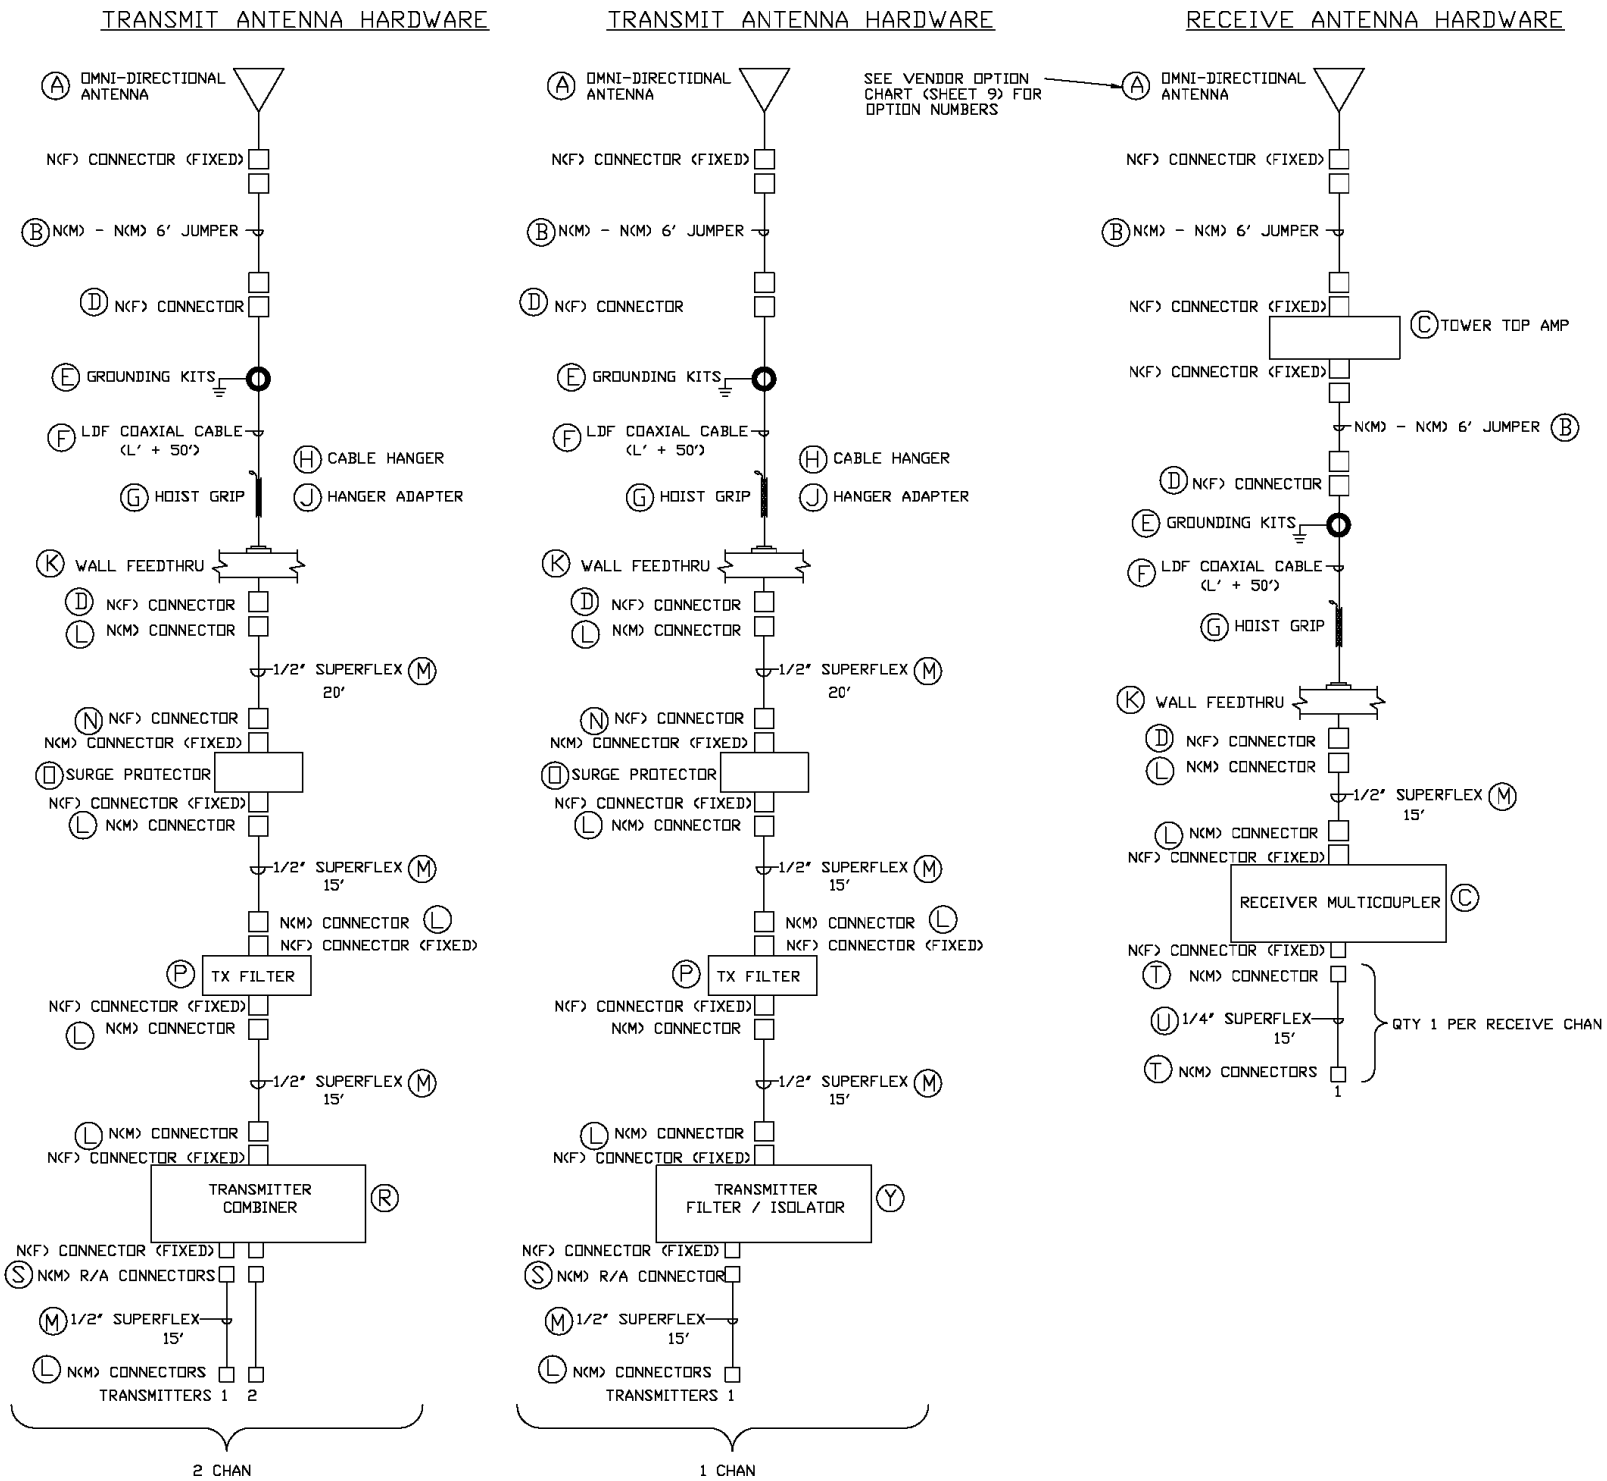 TRANSMIT ANTENNA HARDWARE
A OMNI-DIRECTIONAL
ANTENNA
N(F) CONNECTOR (FIXED)
B N(M) - N(M) 6' JUMPER
D N(F) CONNECTOR
E GROUNDING KITS
F LDF COAXIAL CABLE
(L' + 50')
H CABLE HANGER
G HOIST GRIP
J HANGER ADAPTER
K WALL FEEDTHRU
D N(F) CONNECTOR
L N(M) CONNECTOR
1/2" SUPERFLEX M
20'
N N(F) CONNECTOR
N(M) CONNECTOR (FIXED)
O SURGE PROTECTOR
N(F) CONNECTOR (FIXED)
L N(M) CONNECTOR
1/2" SUPERFLEX M
15'
N(M) CONNECTOR L
N(F) CONNECTOR (FIXED)
P TX FILTER
N(F) CONNECTOR (FIXED)
L N(M) CONNECTOR
1/2" SUPERFLEX M
15'
L N(M) CONNECTOR
N(F) CONNECTOR (FIXED)
TRANSMITTER
COMBINER
R
N(F) CONNECTOR (FIXED)
S N(M) R/A CONNECTORS
M 1/2" SUPERFLEX
15'
L N(M) CONNECTORS
TRANSMITTERS 1 2
2 CHAN
TRANSMIT ANTENNA HARDWARE
A OMNI-DIRECTIONAL
ANTENNA
N(F) CONNECTOR (FIXED)
B N(M) - N(M) 6' JUMPER
D N(F) CONNECTOR
E GROUNDING KITS
F LDF COAXIAL CABLE
(L' + 50')
H CABLE HANGER
G HOIST GRIP
J HANGER ADAPTER
K WALL FEEDTHRU
D N(F) CONNECTOR
L N(M) CONNECTOR
1/2" SUPERFLEX M
20'
N N(F) CONNECTOR
N(M) CONNECTOR (FIXED)
O SURGE PROTECTOR
N(F) CONNECTOR (FIXED)
L N(M) CONNECTOR
1/2" SUPERFLEX M
15'
N(M) CONNECTOR L
N(F) CONNECTOR (FIXED)
P TX FILTER
N(F) CONNECTOR (FIXED)
N(M) CONNECTOR
1/2" SUPERFLEX M
15'
L N(M) CONNECTOR
N(F) CONNECTOR (FIXED)
TRANSMITTER
FILTER / ISOLATOR
Y
N(F) CONNECTOR (FIXED)
S N(M) R/A CONNECTOR
M 1/2" SUPERFLEX
15'
L N(M) CONNECTORS
TRANSMITTERS 1
1 CHAN
RECEIVE ANTENNA HARDWARE
SEE VENDOR OPTION
CHART (SHEET 9) FOR
OPTION NUMBERS
A OMNI-DIRECTIONAL
ANTENNA
N(F) CONNECTOR (FIXED)
B N(M) - N(M) 6' JUMPER
N(F) CONNECTOR (FIXED)
C TOWER TOP AMP
N(F) CONNECTOR (FIXED)
N(M) - N(M) 6' JUMPER B
D N(F) CONNECTOR
E GROUNDING KITS
F LDF COAXIAL CABLE
(L' + 50')
G HOIST GRIP
K WALL FEEDTHRU
D N(F) CONNECTOR
L N(M) CONNECTOR
1/2" SUPERFLEX M
15'
L N(M) CONNECTOR
N(F) CONNECTOR (FIXED)
RECEIVER MULTICOUPLER C
N(F) CONNECTOR (FIXED)
T N(M) CONNECTOR
U 1/4" SUPERFLEX
15'
QTY 1 PER RECEIVE CHAN
T N(M) CONNECTORS
1